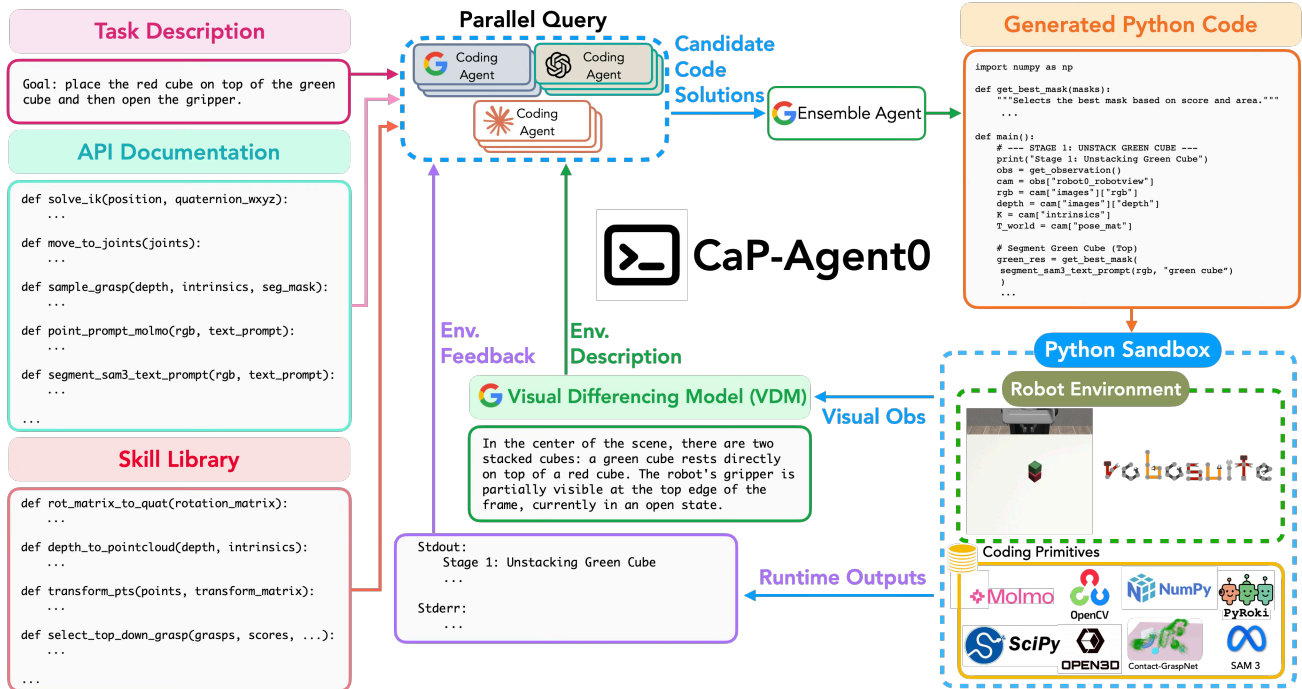 Task Description
Goal: place the red cube on top of the green
cube and then open the gripper.
API Documentation
def solve_ik(position, quaternion_wxyz):
...
def move_to_joints(joints):
...
def sample_grasp(depth, intrinsics, seg_mask):
...
def point_prompt_molmo(rgb, text_prompt):
...
def segment_sam3_text_prompt(rgb, text_prompt):
...
...
Skill Library
def rot_matrix_to_quat(rotation_matrix):
...
def depth_to_pointcloud(depth, intrinsics):
...
def transform_pts(points, transform_matrix):
...
def select_top_down_grasp(grasps, scores, ...):
...
...
Parallel Query
Coding
Agent
Coding
Agent
Coding
Agent
Candidate
Code
Solutions
Ensemble Agent
CaP-Agent0
Env.
Feedback
Env.
Description
Visual Differencing Model (VDM)
In the center of the scene, there are two
stacked cubes: a green cube rests directly
on top of a red cube. The robot's gripper is
partially visible at the top edge of the
frame, currently in an open state.
Visual Obs
Stdout:
Stage 1: Unstacking Green Cube
...
Stderr:
...
Runtime Outputs
Generated Python Code
import numpy as np
def get_best_mask(masks):
"""Selects the best mask based on score and area."""
...
def main():
# --- STAGE 1: UNSTACK GREEN CUBE ---
print("Stage 1: Unstacking Green Cube")
obs = get_observation()
cam = obs["robot0_robotview"]
rgb = cam["images"]["rgb"]
depth = cam["images"]["depth"]
K = cam["intrinsics"]
T_world = cam["pose_mat"]
# Segment Green Cube (Top)
green_res = get_best_mask(
segment_sam3_text_prompt(rgb, "green cube")
)
...
Python Sandbox
Robot Environment
robosuite
Coding Primitives
Molmo
OpenCV
NumPy
PyRoki
SciPy
OPEN3D
Contact-GraspNet
SAM 3